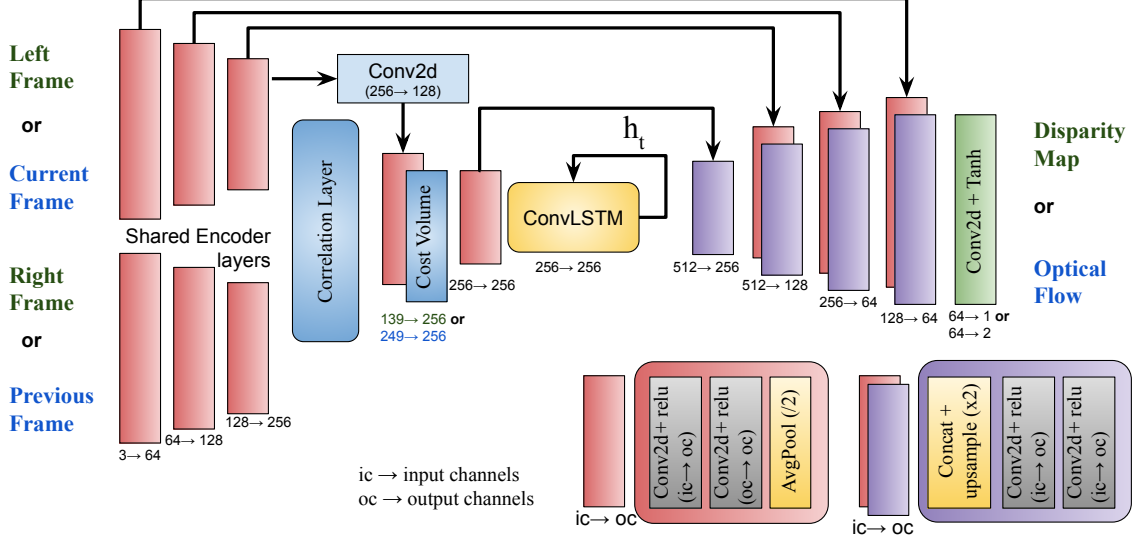 Left
Frame
or
Current
Frame
Right
Frame
or
Previous
Frame
Shared Encoder
layers
3→ 64
64→ 128
128→ 256
Conv2d
(256→ 128)
Correlation Layer
Cost Volume
139→ 256 or
249→ 256
256→ 256
ConvLSTM
256→ 256
h_t
512→ 256
512→ 128
256→ 64
128→ 64
Conv2d + Tanh
64→ 1 or
64→ 2
Disparity
Map
or
Optical
Flow
ic → input channels
oc → output channels
ic→ oc
Conv2d+ relu
(ic→ oc)
Conv2d+ relu
(oc→ oc)
AvgPool (/2)
ic→ oc
Concat +
upsample (x2)
Conv2d+ relu
(ic→ oc)
Conv2d+ relu
(ic→ oc)